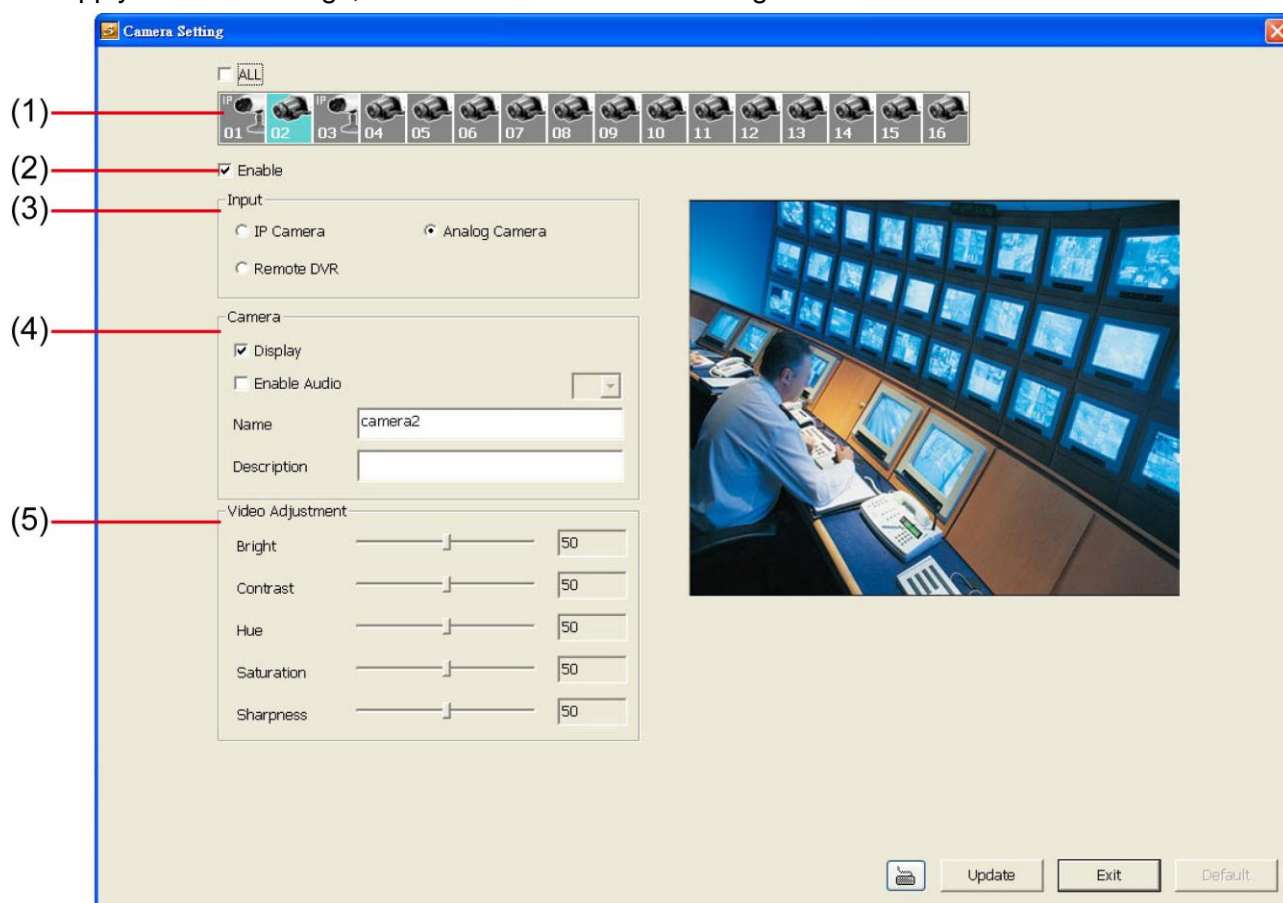 Camera Setting
ALL
(1)
IP IP
01 02 03 04 05 06 07 08 09 10 11 12 13 14 15 16
(2)
Enable
(3)
Input
IP Camera Analog Camera
Remote DVR
(4)
Camera
Display
Enable Audio
Name camera2
Description
(5)
Video Adjustment
Bright 50
Contrast 50
Hue 50
Saturation 50
Sharpness 50
Update Exit Default